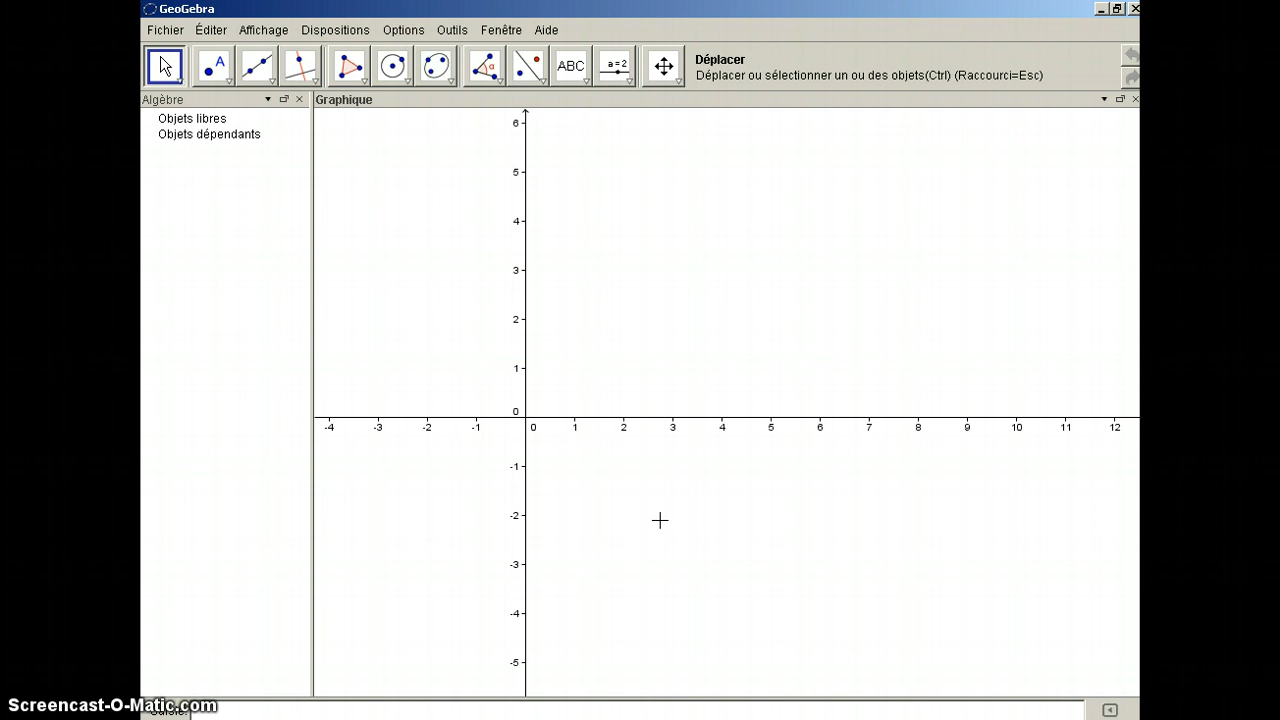 GeoGebra
Fichier Éditer Affichage Dispositions Options Outils Fenêtre Aide
A
α
ABC
a = 2
Déplacer
Déplacer ou sélectionner un ou des objets(Ctrl) (Raccourci=Esc)
Algèbre
Graphique
Objets libres
Objets dépendants
6
5
4
3
2
1
0
-4 -3 -2 -1 0 1 2 3 4 5 6 7 8 9 10 11 12
-1
-2
-3
-4
-5
Screencast-O-Matic.com